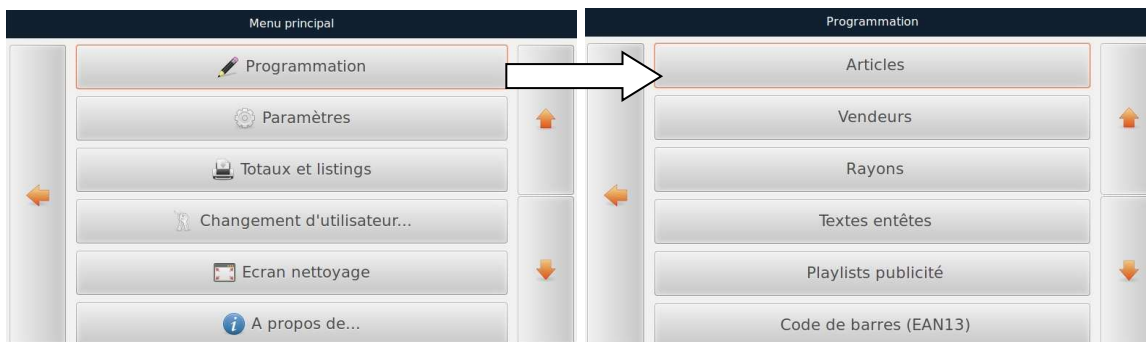 Menu principal
Programmation
Paramètres
Totaux et listings
Changement d'utilisateur...
Ecran nettoyage
A propos de...
Programmation
Articles
Vendeurs
Rayons
Textes entêtes
Playlists publicité
Code de barres (EAN13)